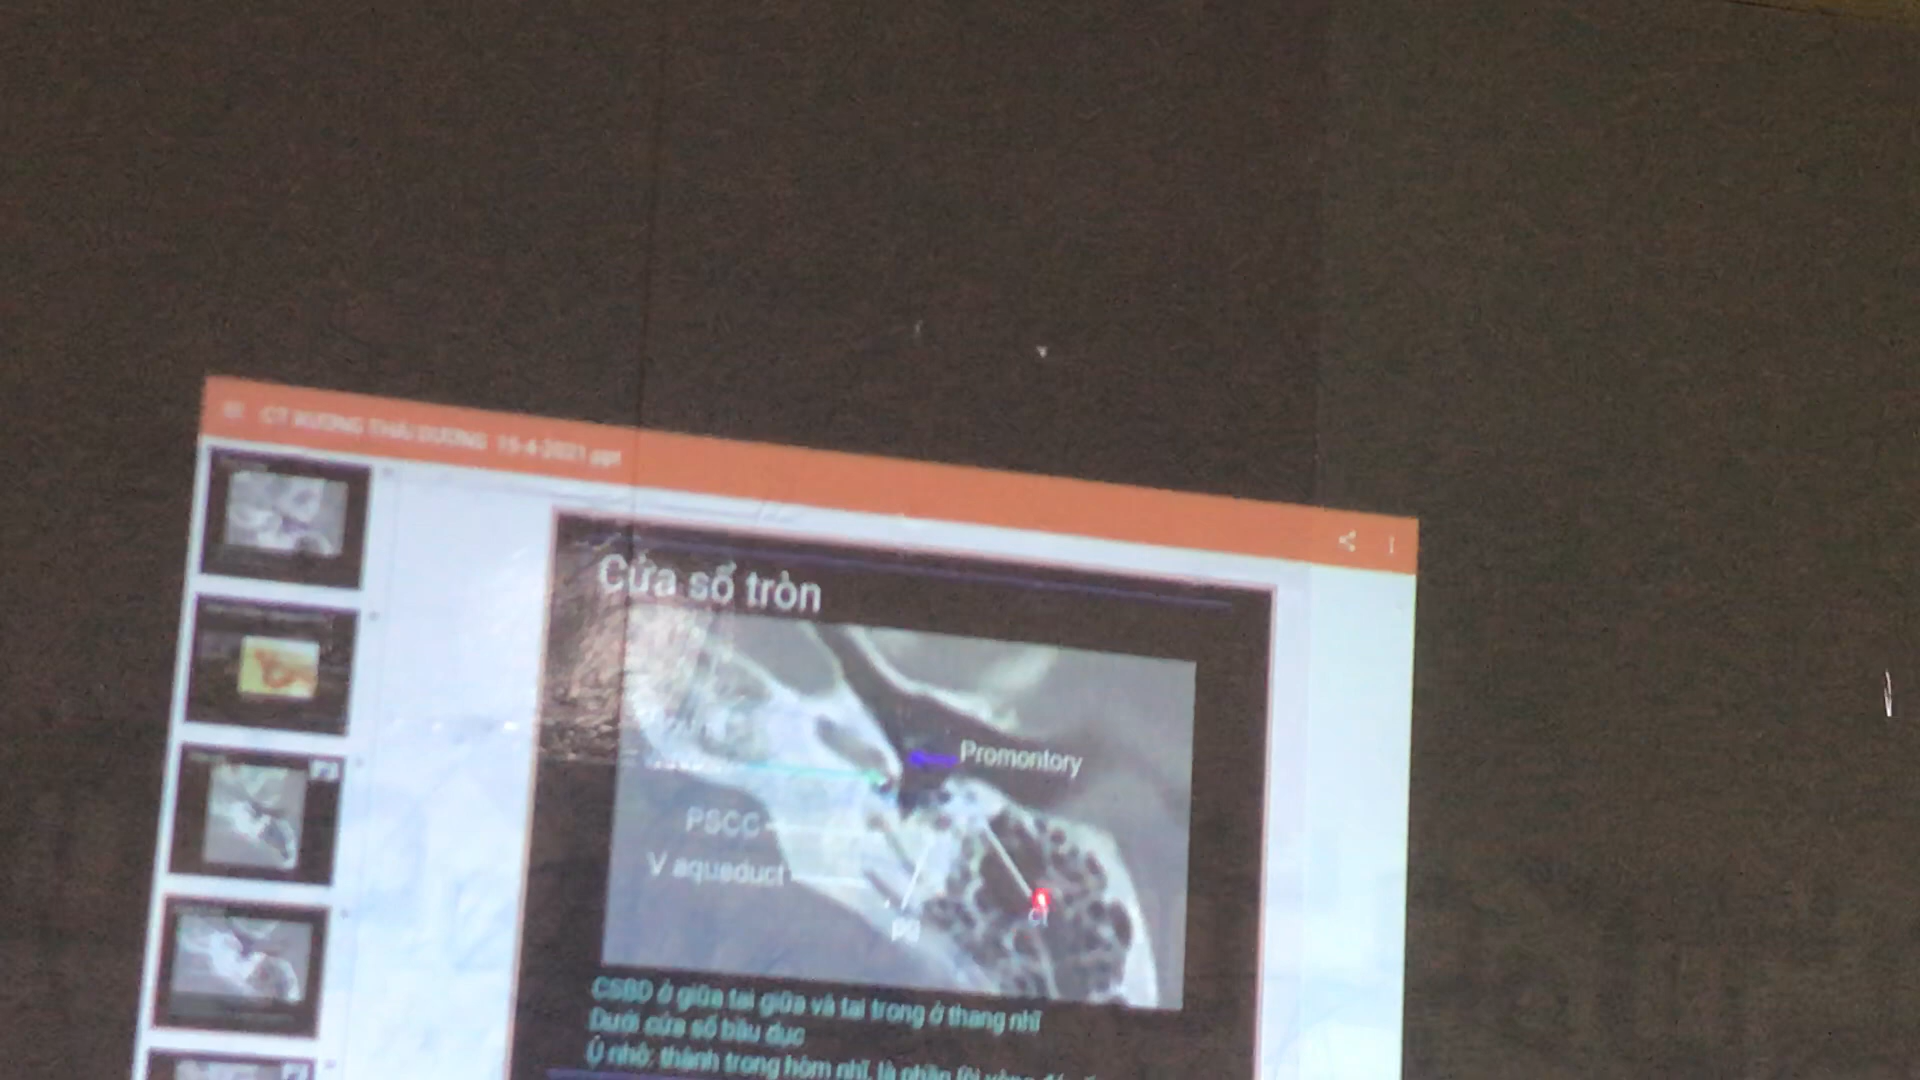 CT XƯƠNG THÁI DƯƠNG 15-4-2021.ppt
Cửa sổ tròn
Promontory
PSCC
V aqueduct
CSBD ở giữa tai giữa và tai trong ở thang nhĩ
Dưới cửa sổ bầu dục
Ụ nhô: thành trong hòm nhĩ, là phần lồi